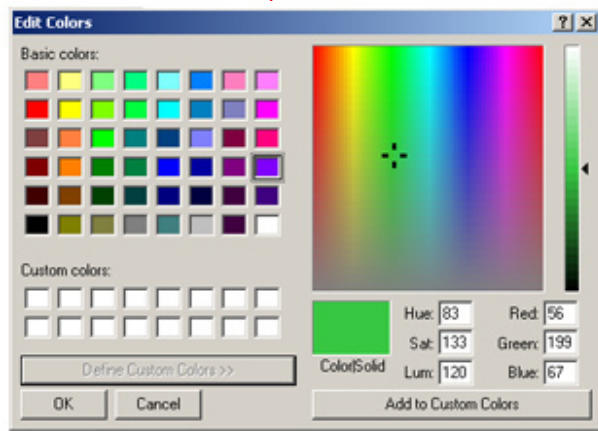 Edit Colors
Basic colors:
Custom colors:
Define Custom Colors >>
OK Cancel
Color|Solid
Hue: 83 Red: 56
Sat: 133 Green: 199
Lum: 120 Blue: 67
Add to Custom Colors